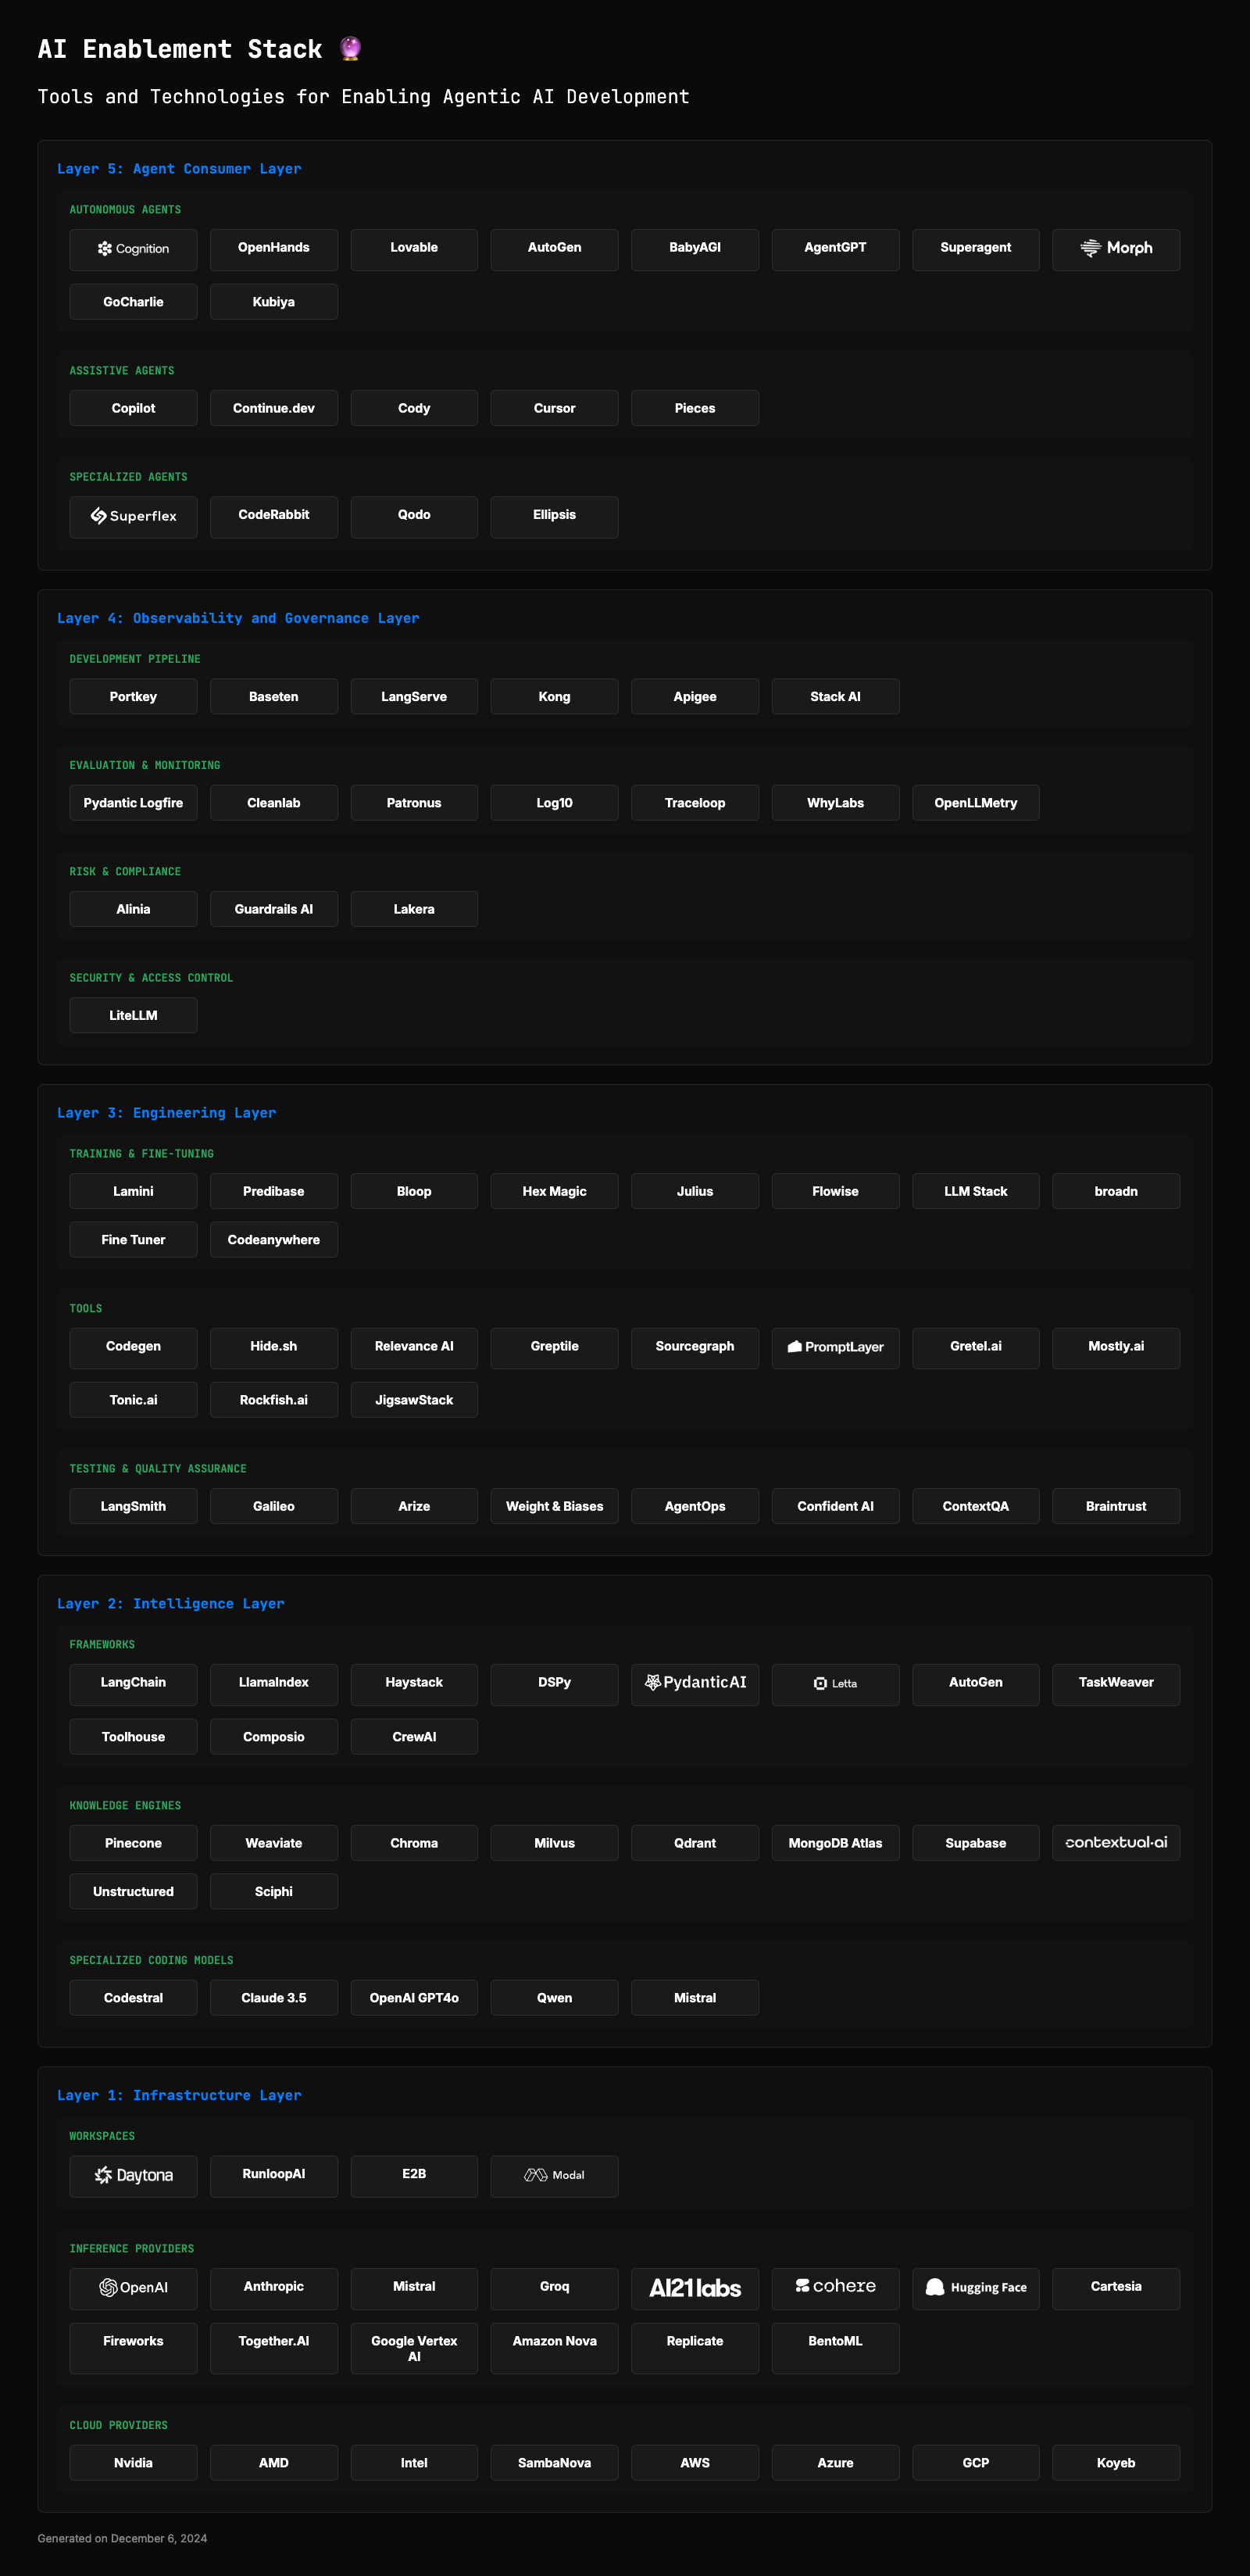 AI Enablement Stack 🔮
Tools and Technologies for Enabling Agentic AI Development
Layer 5: Agent Consumer Layer
AUTONOMOUS AGENTS
Cognition OpenHands Lovable AutoGen BabyAGI AgentGPT Superagent Morph
GoCharlie Kubiya
ASSISTIVE AGENTS
Copilot Continue.dev Cody Cursor Pieces
SPECIALIZED AGENTS
Superflex CodeRabbit Qodo Ellipsis
Layer 4: Observability and Governance Layer
DEVELOPMENT PIPELINE
Portkey Baseten LangServe Kong Apigee Stack AI
EVALUATION & MONITORING
Pydantic Logfire Cleanlab Patronus Log10 Traceloop WhyLabs OpenLLMetry
RISK & COMPLIANCE
Alinia Guardrails AI Lakera
SECURITY & ACCESS CONTROL
LiteLLM
Layer 3: Engineering Layer
TRAINING & FINE-TUNING
Lamini Predibase Bloop Hex Magic Julius Flowise LLM Stack broadn
Fine Tuner Codeanywhere
TOOLS
Codegen Hide.sh Relevance AI Greptile Sourcegraph PromptLayer Gretel.ai Mostly.ai
Tonic.ai Rockfish.ai JigsawStack
TESTING & QUALITY ASSURANCE
LangSmith Galileo Arize Weight & Biases AgentOps Confident AI ContextQA Braintrust
Layer 2: Intelligence Layer
FRAMEWORKS
LangChain LlamaIndex Haystack DSPy PydanticAI Letta AutoGen TaskWeaver
Toolhouse Composio CrewAI
KNOWLEDGE ENGINES
Pinecone Weaviate Chroma Milvus Qdrant MongoDB Atlas Supabase contextual·ai
Unstructured Sciphi
SPECIALIZED CODING MODELS
Codestral Claude 3.5 OpenAI GPT4o Qwen Mistral
Layer 1: Infrastructure Layer
WORKSPACES
Daytona RunloopAI E2B Modal
INFERENCE PROVIDERS
OpenAI Anthropic Mistral Groq AI21labs cohere Hugging Face Cartesia
Fireworks Together.AI Google Vertex AI Amazon Nova Replicate BentoML
CLOUD PROVIDERS
Nvidia AMD Intel SambaNova AWS Azure GCP Koyeb
Generated on December 6, 2024